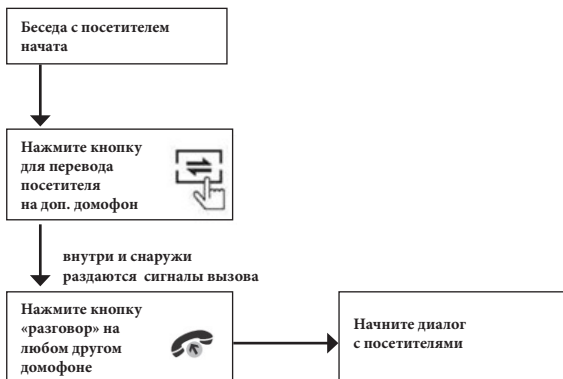 Беседа с посетителем
начата
Нажмите кнопку
для перевода
посетителя
на доп. домофон
внутри и снаружи
раздаются сигналы вызова
Нажмите кнопку
«разговор» на
любом другом
домофоне
Начните диалог
с посетителями